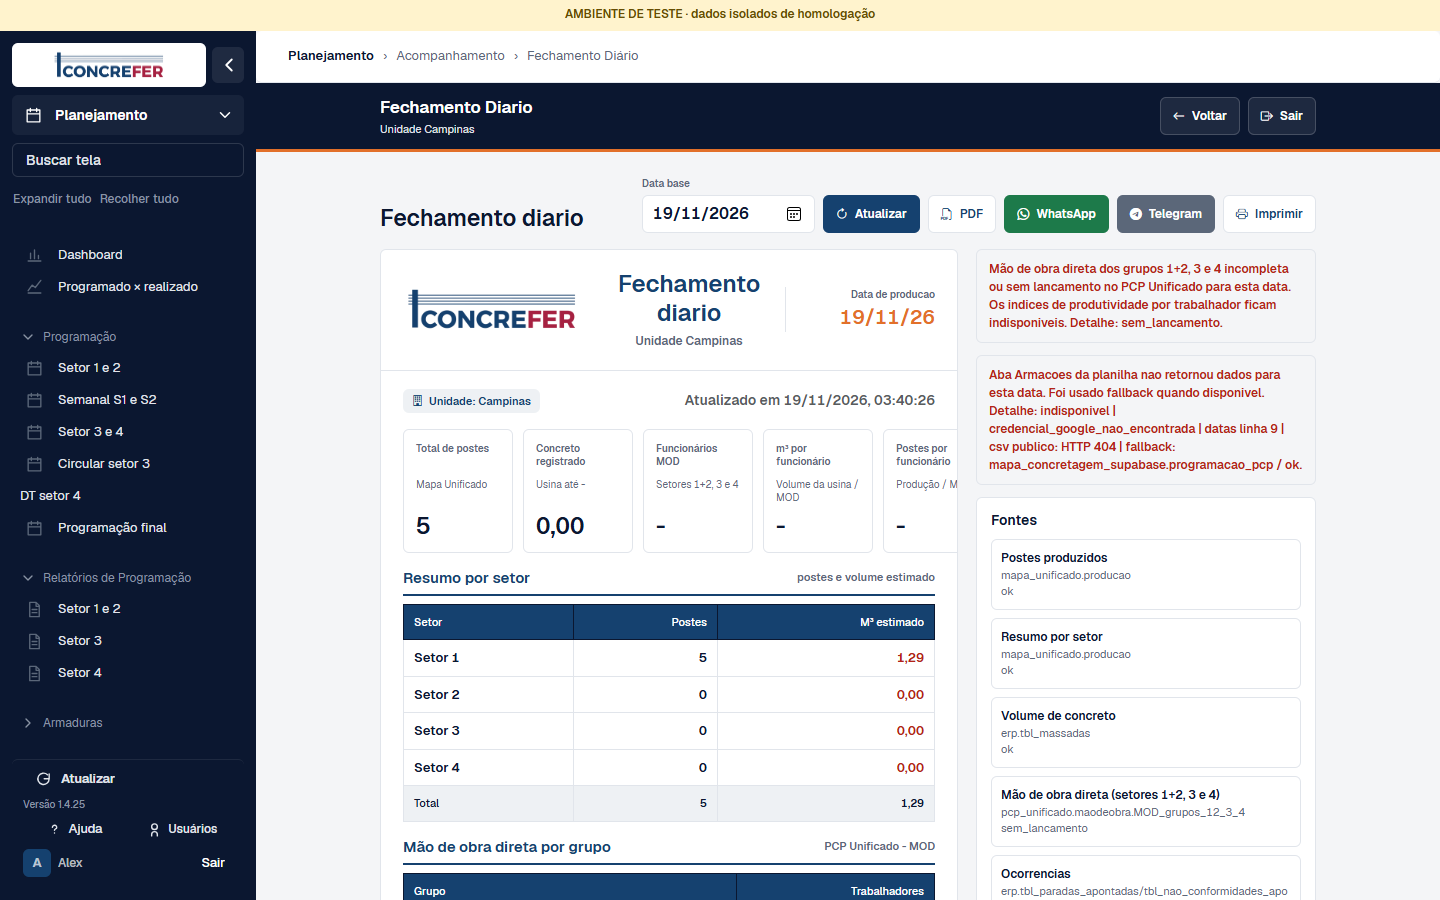 AMBIENTE DE TESTE · dados isolados de homologação
CONCREFER
Planejamento
Buscar tela
Expandir tudo Recolher tudo
Dashboard
Programado × realizado
Programação
Setor 1 e 2
Semanal S1 e S2
Setor 3 e 4
Circular setor 3
DT setor 4
Programação final
Relatórios de Programação
Setor 1 e 2
Setor 3
Setor 4
Armaduras
Atualizar
Versão 1.4.25
? Ajuda
Usuários
A Alex
Sair
Planejamento › Acompanhamento › Fechamento Diário
Fechamento Diario
Unidade Campinas
← Voltar
Sair
Fechamento diario
Data base
19/11/2026
Atualizar
PDF
WhatsApp
Telegram
Imprimir
CONCREFER
Fechamento
diario
Unidade Campinas
Data de producao
19/11/26
Unidade: Campinas
Atualizado em 19/11/2026, 03:40:26
Total de postes
Mapa Unificado
5
Concreto
registrado
Usina até -
0,00
Funcionários
MOD
Setores 1+2, 3 e 4
-
m³ por
funcionário
Volume da usina /
MOD
-
Postes por
funcionário
Produção / M
-
Resumo por setor
postes e volume estimado
Setor Postes M³ estimado
Setor 1 5 1,29
Setor 2 0 0,00
Setor 3 0 0,00
Setor 4 0 0,00
Total 5 1,29
Mão de obra direta por grupo
PCP Unificado - MOD
Grupo Trabalhadores
Mão de obra direta dos grupos 1+2, 3 e 4 incompleta
ou sem lancamento no PCP Unificado para esta data.
Os indices de produtividade por trabalhador ficam
indisponiveis. Detalhe: sem_lancamento.
Aba Armacoes da planilha nao retornou dados para
esta data. Foi usado fallback quando disponivel.
Detalhe: indisponivel |
credencial_google_nao_encontrada | datas linha 9 |
csv publico: HTTP 404 | fallback:
mapa_concretagem_supabase.programacao_pcp / ok.
Fontes
Postes produzidos
mapa_unificado.producao
ok
Resumo por setor
mapa_unificado.producao
ok
Volume de concreto
erp.tbl_massadas
ok
Mão de obra direta (setores 1+2, 3 e 4)
pcp_unificado.maodeobra.MOD_grupos_12_3_4
sem_lancamento
Ocorrencias
erp.tbl_paradas_apontadas/tbl_nao_conformidades_apo